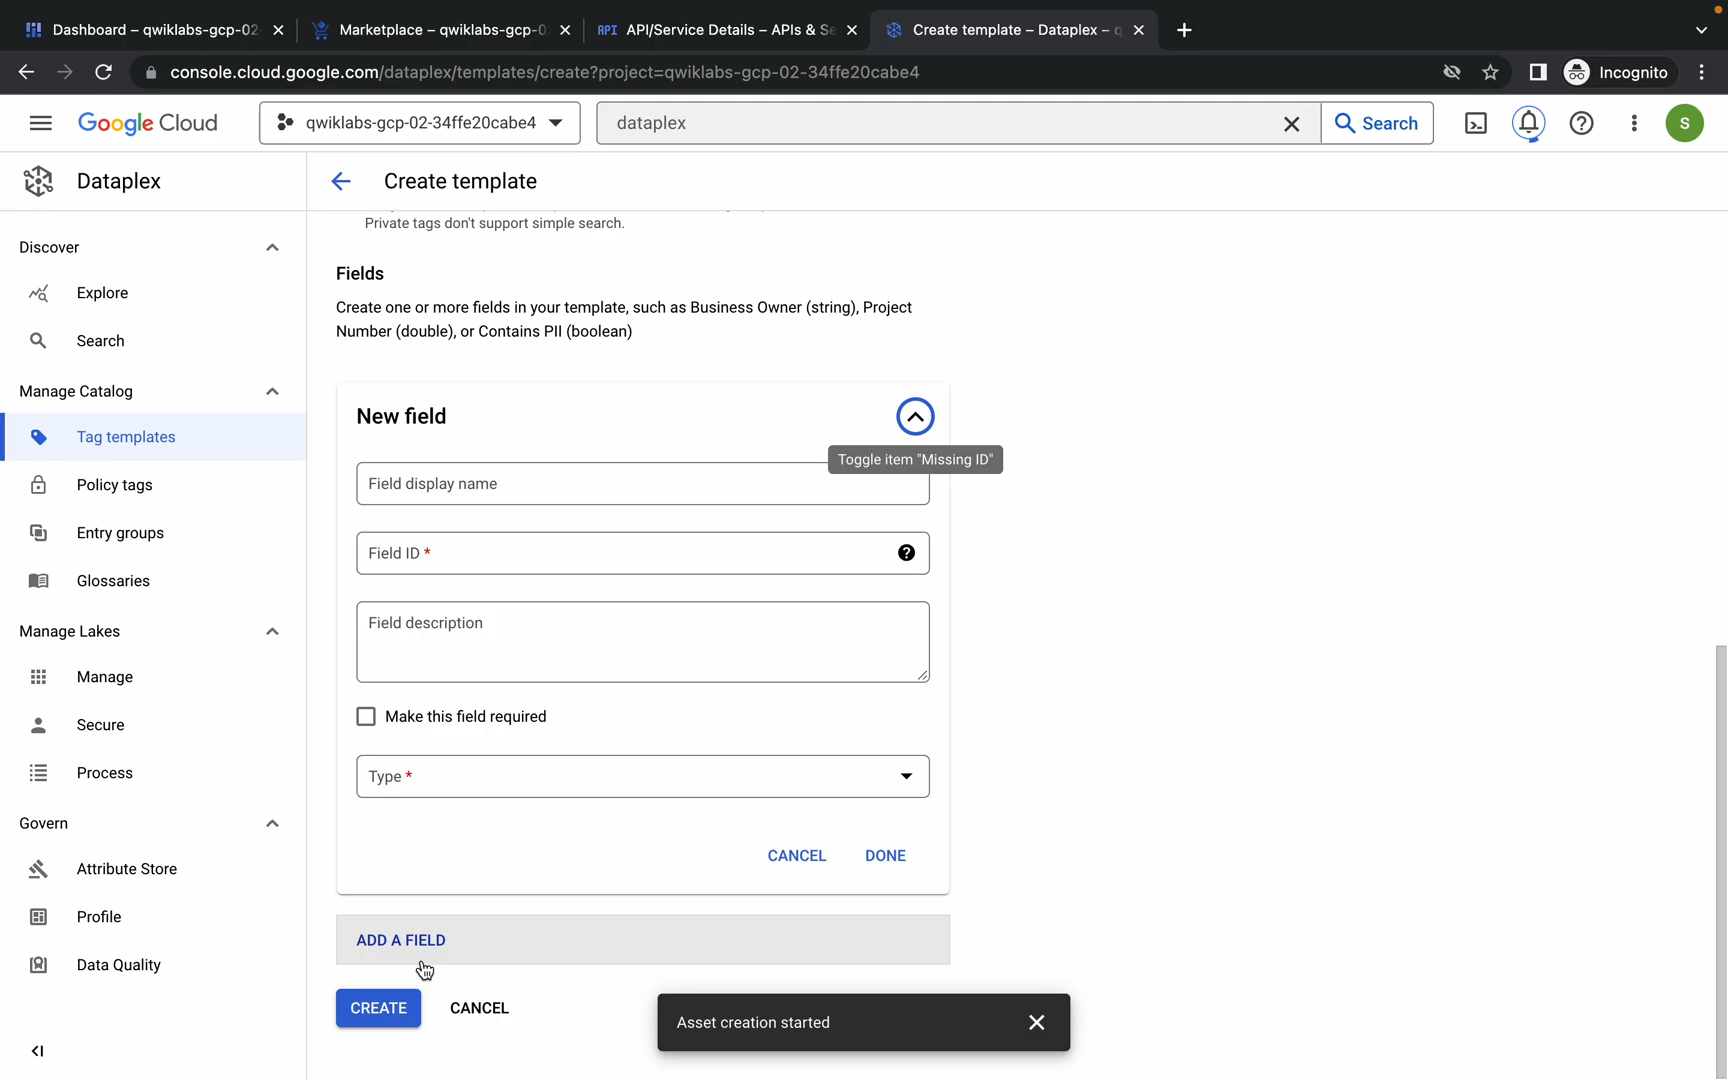 Dashboard – qwiklabs-gcp-02-
Marketplace – qwiklabs-gcp-0
API API/Service Details – APIs & Se
Create template – Dataplex – q
console.cloud.google.com/dataplex/templates/create?project=qwiklabs-gcp-02-34ffe20cabe4
Incognito
Google Cloud
qwiklabs-gcp-02-34ffe20cabe4
dataplex
Search
S
Dataplex
Create template
Discover
Explore
Search
Manage Catalog
Tag templates
Policy tags
Entry groups
Glossaries
Manage Lakes
Manage
Secure
Process
Govern
Attribute Store
Profile
Data Quality
Private tags don't support simple search.
Fields
Create one or more fields in your template, such as Business Owner (string), Project
Number (double), or Contains PII (boolean)
New field
Toggle item "Missing ID"
Field display name
Field ID *
Field description
Make this field required
Type *
CANCEL
DONE
ADD A FIELD
CREATE
CANCEL
Asset creation started